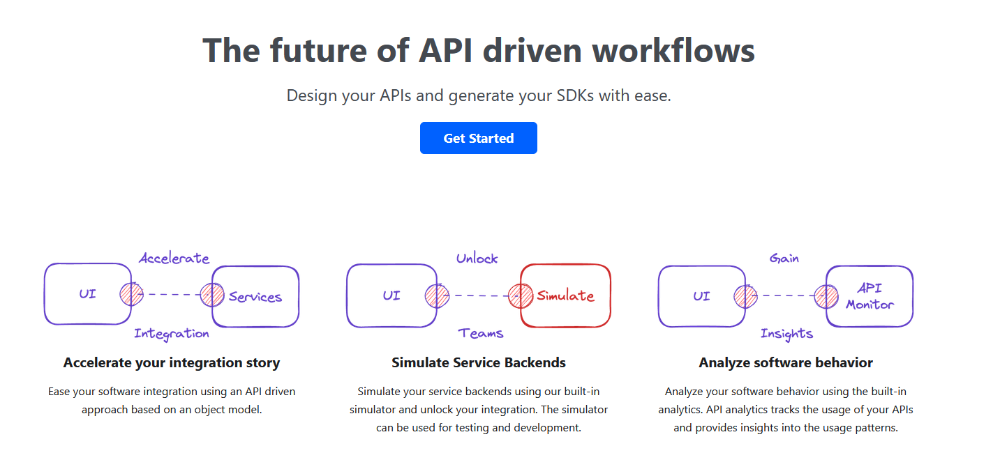 The future of API driven workflows
Design your APIs and generate your SDKs with ease.
Get Started
Accelerate
UI
Services
Integration
Accelerate your integration story
Ease your software integration using an API driven
approach based on an object model.
Unlock
UI
Simulate
Teams
Simulate Service Backends
Simulate your service backends using our built-in
simulator and unlock your integration. The simulator
can be used for testing and development.
Gain
UI
API
Monitor
Insights
Analyze software behavior
Analyze your software behavior using the built-in
analytics. API analytics tracks the usage of your APIs
and provides insights into the usage patterns.